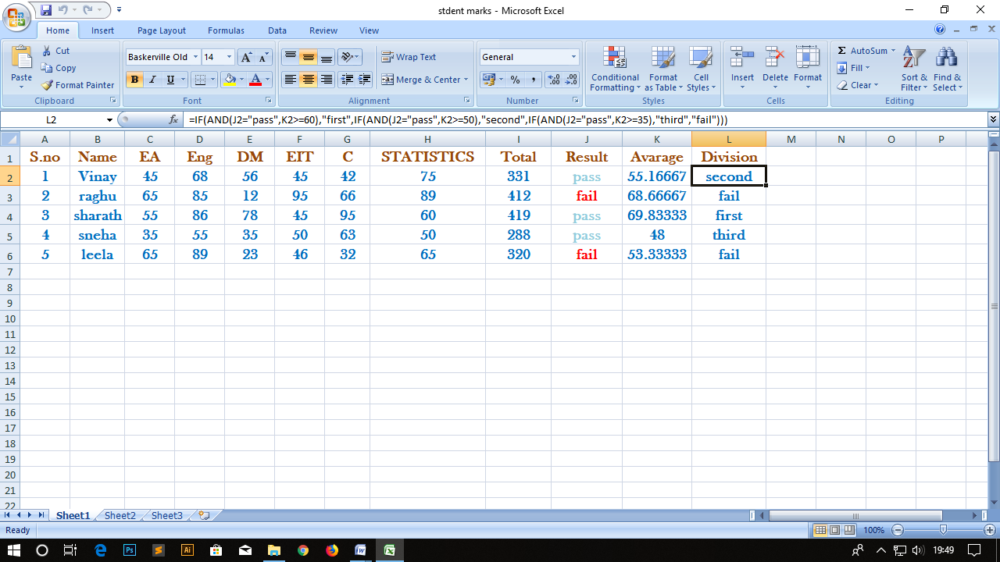 stdent marks - Microsoft Excel
Home Insert Page Layout Formulas Data Review View
Paste Cut Copy Format Painter
Baskerville Old 14 A A
B I U A
Wrap Text
Merge & Center
General
% , .0 .00 .00 .0
Conditional Formatting Format as Table Cell Styles
Insert Delete Format
Σ AutoSum Fill Clear
Sort & Filter Find & Select
Clipboard Font Alignment Number Styles Cells Editing
L2 fx =IF(AND(J2="pass",K2>=60),"first",IF(AND(J2="pass",K2>=50),"second",IF(AND(J2="pass",K2>=35),"third","fail")))
A B C D E F G H I J K L M N O P
1 S.no Name EA Eng DM EIT C STATISTICS Total Result Avarage Division
2 1 Vinay 45 68 56 45 42 75 331 pass 55.16667 second
3 2 raghu 65 85 12 95 66 89 412 fail 68.66667 fail
4 3 sharath 55 86 78 45 95 60 419 pass 69.83333 first
5 4 sneha 35 55 35 50 63 50 288 pass 48 third
6 5 leela 65 89 23 46 32 65 320 fail 53.33333 fail
7
8
9
10
11
12
13
14
15
16
17
18
19
20
21
22
Sheet1 Sheet2 Sheet3
Ready 100%
Ps S Ai W X 19:49